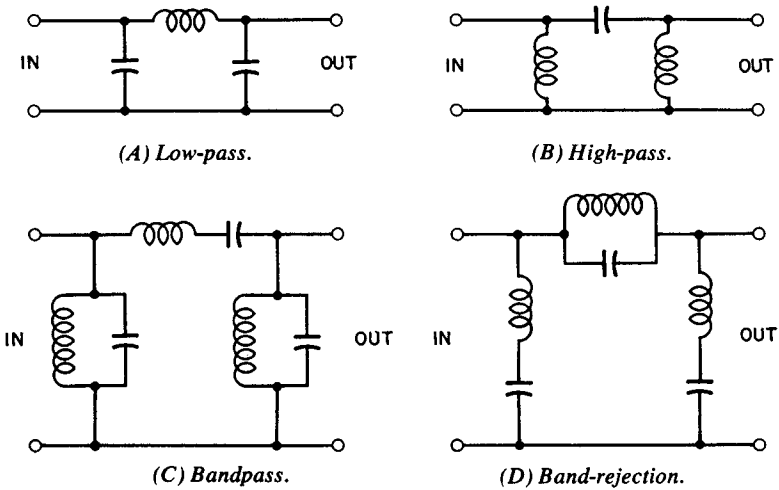 IN OUT
IN OUT
(A) Low-pass.
(B) High-pass.
IN OUT
IN OUT
(C) Bandpass.
(D) Band-rejection.